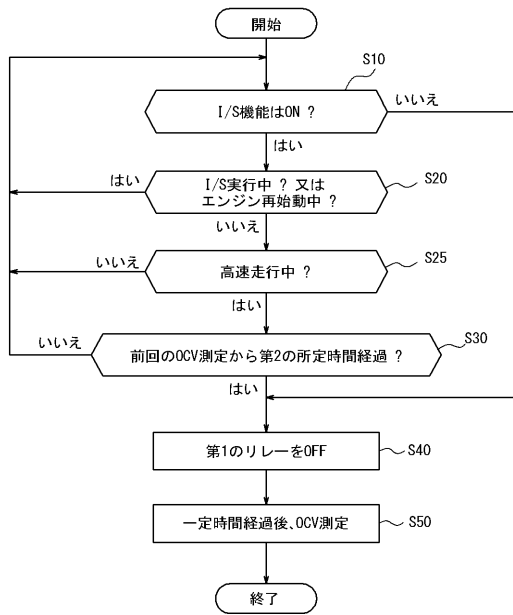 開始
S10
I/S機能はON ?
いいえ
はい
S20
はい
I/S実行中 ? 又は
エンジン再始動中 ?
いいえ
S25
いいえ
高速走行中 ?
はい
S30
いいえ
前回のOCV測定から第2の所定時間経過 ?
はい
第1のリレーをOFF
S40
一定時間経過後、OCV測定
S50
終了